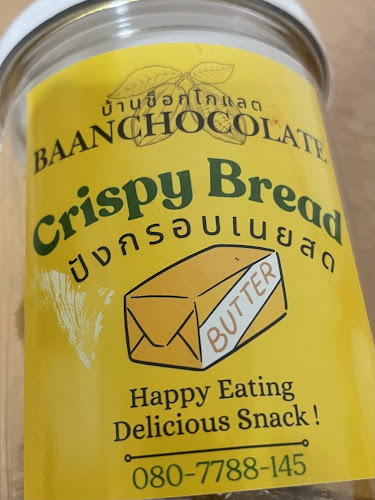 บ้านช็อกโกแลต
BAANCHOCOLATE
Crispy Bread
ปังกรอบเนยสด
BUTTER
Happy Eating
Delicious Snack !
080-7788-145